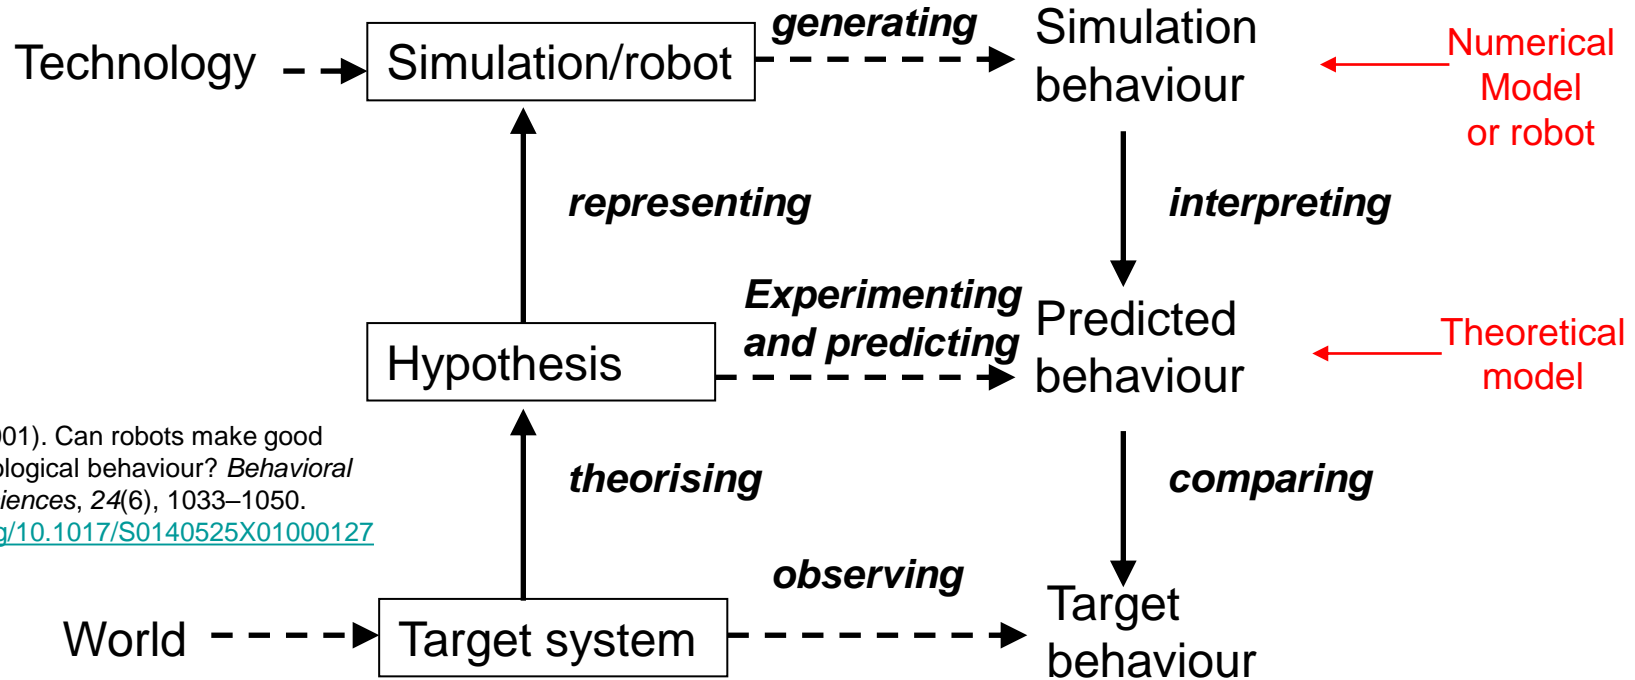 generating
Simulation
behaviour
Technology
Simulation/robot
Numerical
Model
or robot
representing
interpreting
Experimenting
and predicting
Predicted
behaviour
Hypothesis
Theoretical
model
001). Can robots make good
ological behaviour? Behavioral
iences, 24(6), 1033–1050.
g/10.1017/S0140525X01000127
theorising
comparing
observing
World
Target system
Target
behaviour